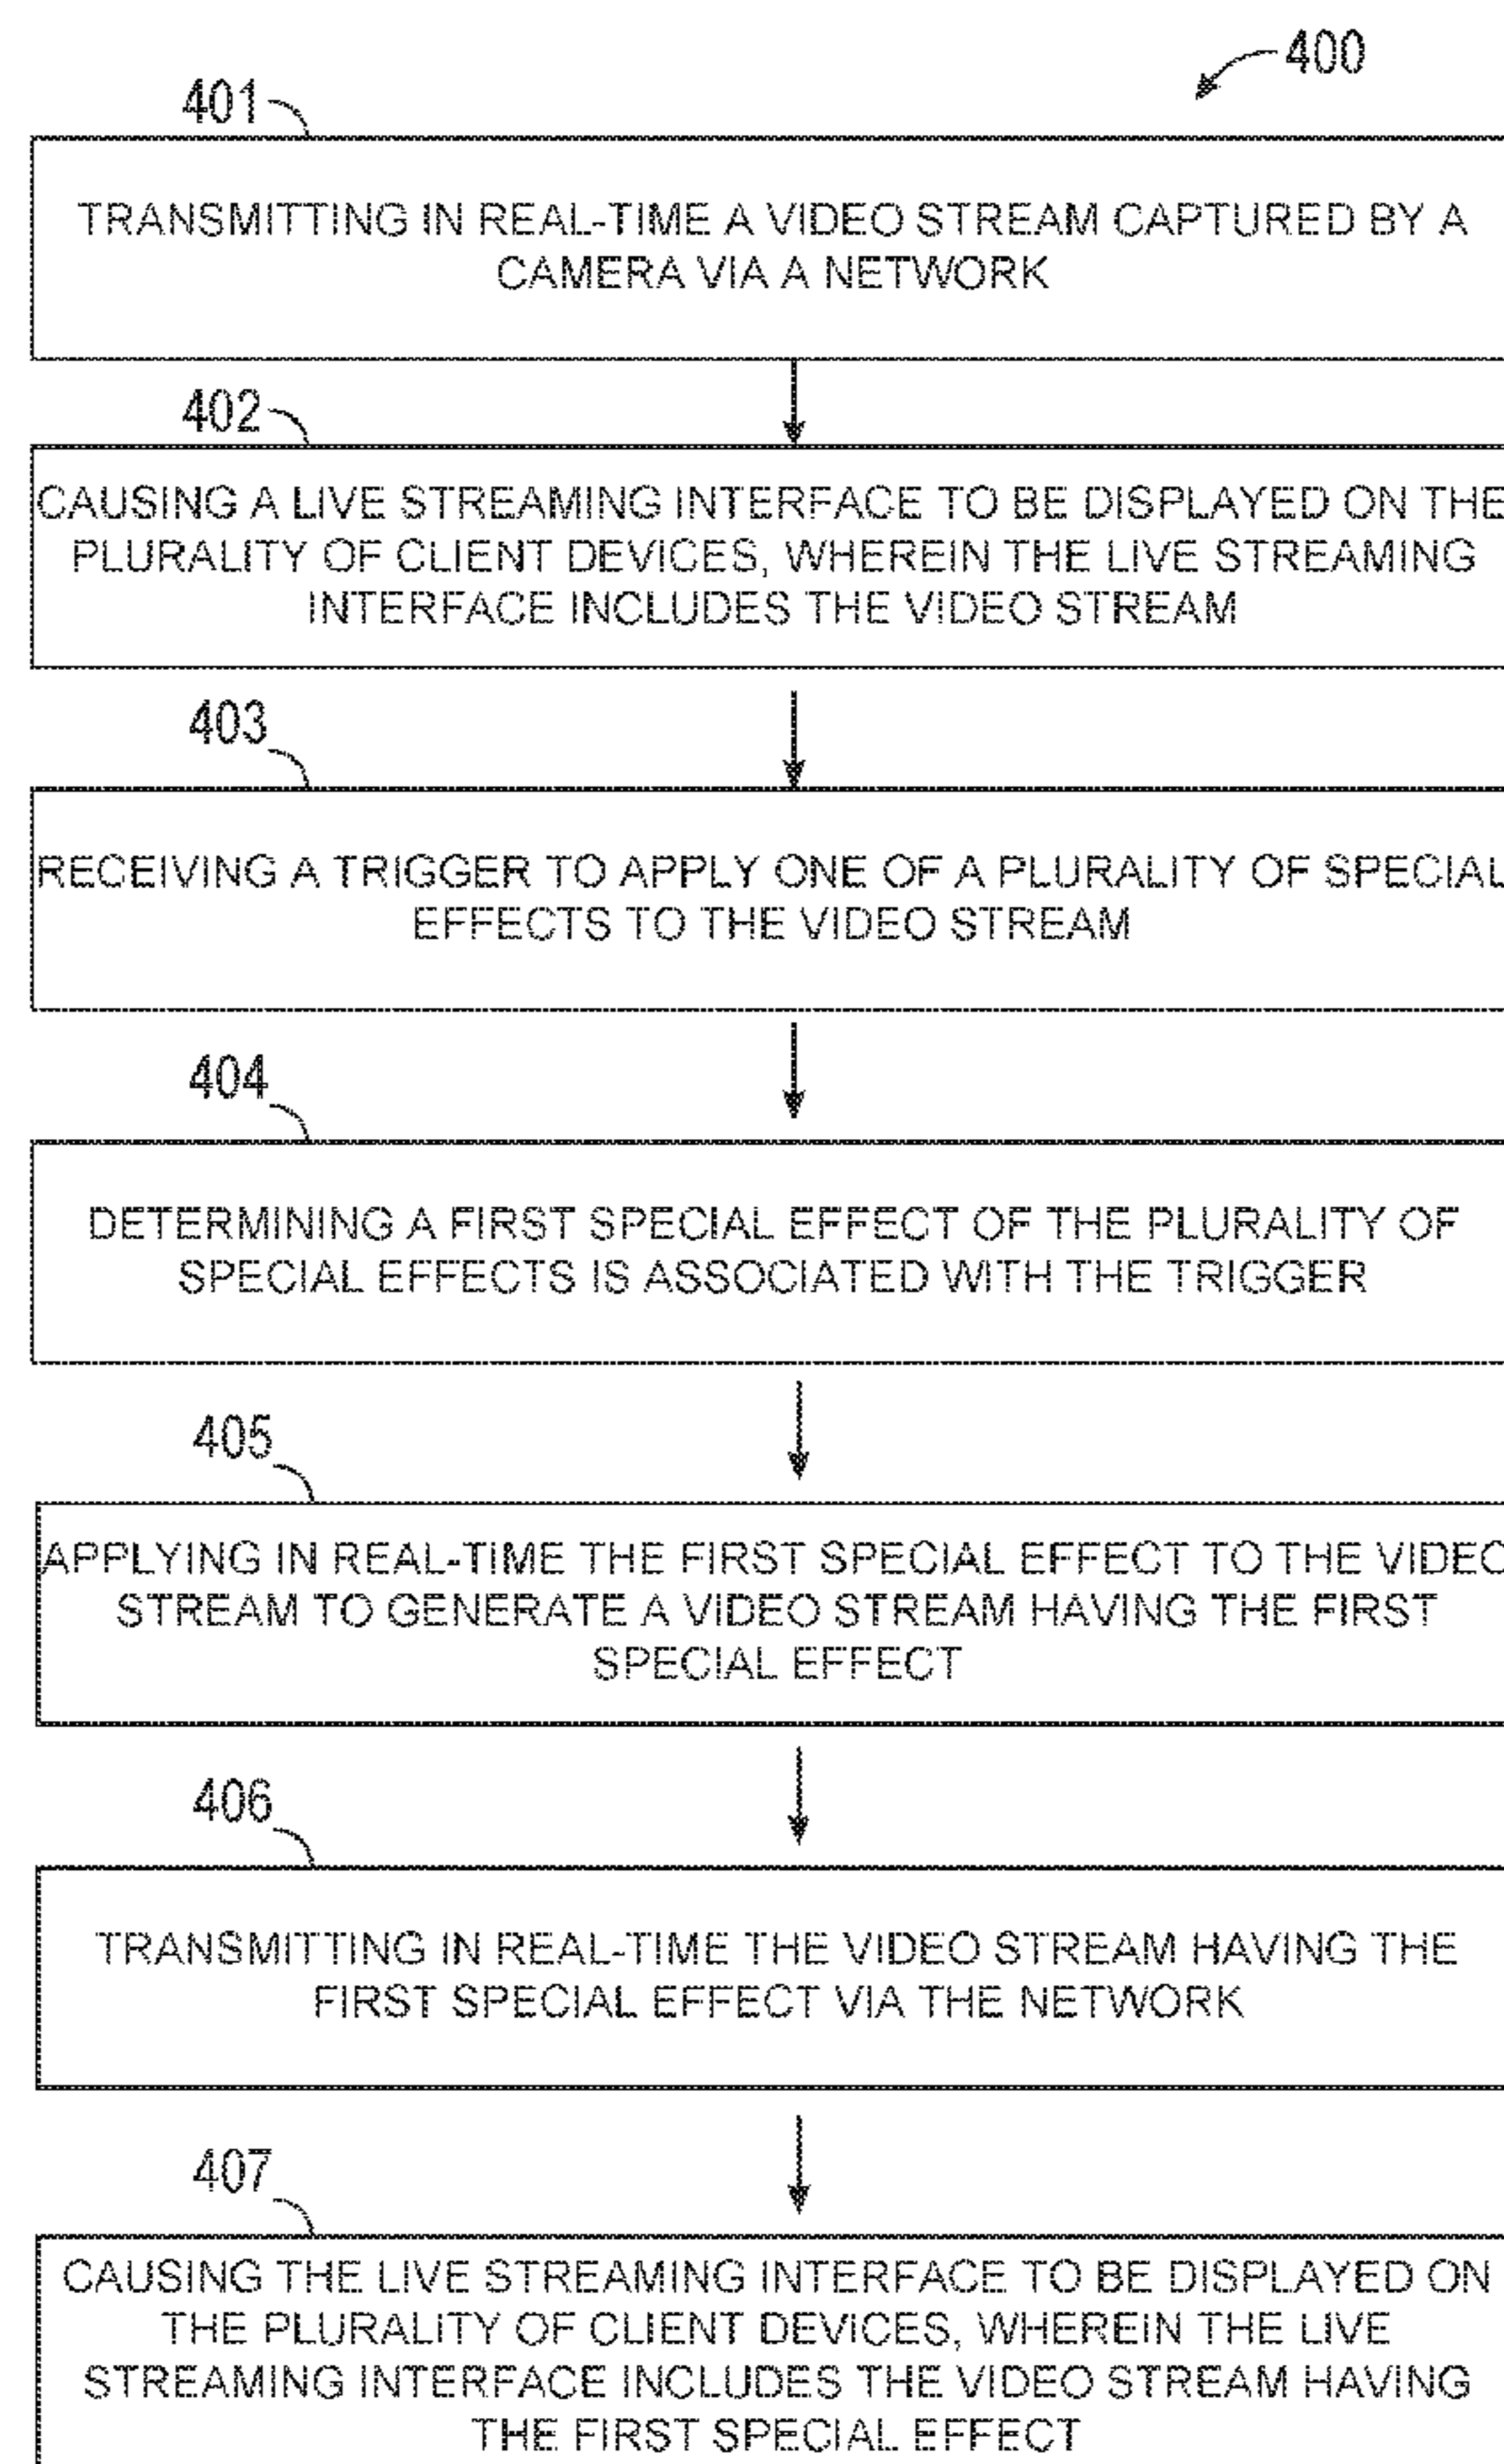 400
401
TRANSMITTING IN REAL-TIME A VIDEO STREAM CAPTURED BY A
CAMERA VIA A NETWORK
402
CAUSING A LIVE STREAMING INTERFACE TO BE DISPLAYED ON THE
PLURALITY OF CLIENT DEVICES, WHEREIN THE LIVE STREAMING
INTERFACE INCLUDES THE VIDEO STREAM
403
RECEIVING A TRIGGER TO APPLY ONE OF A PLURALITY OF SPECIAL
EFFECTS TO THE VIDEO STREAM
404
DETERMINING A FIRST SPECIAL EFFECT OF THE PLURALITY OF
SPECIAL EFFECTS IS ASSOCIATED WITH THE TRIGGER
405
APPLYING IN REAL-TIME THE FIRST SPECIAL EFFECT TO THE VIDEO
STREAM TO GENERATE A VIDEO STREAM HAVING THE FIRST
SPECIAL EFFECT
406
TRANSMITTING IN REAL-TIME THE VIDEO STREAM HAVING THE
FIRST SPECIAL EFFECT VIA THE NETWORK
407
CAUSING THE LIVE STREAMING INTERFACE TO BE DISPLAYED ON
THE PLURALITY OF CLIENT DEVICES, WHEREIN THE LIVE
STREAMING INTERFACE INCLUDES THE VIDEO STREAM HAVING
THE FIRST SPECIAL EFFECT